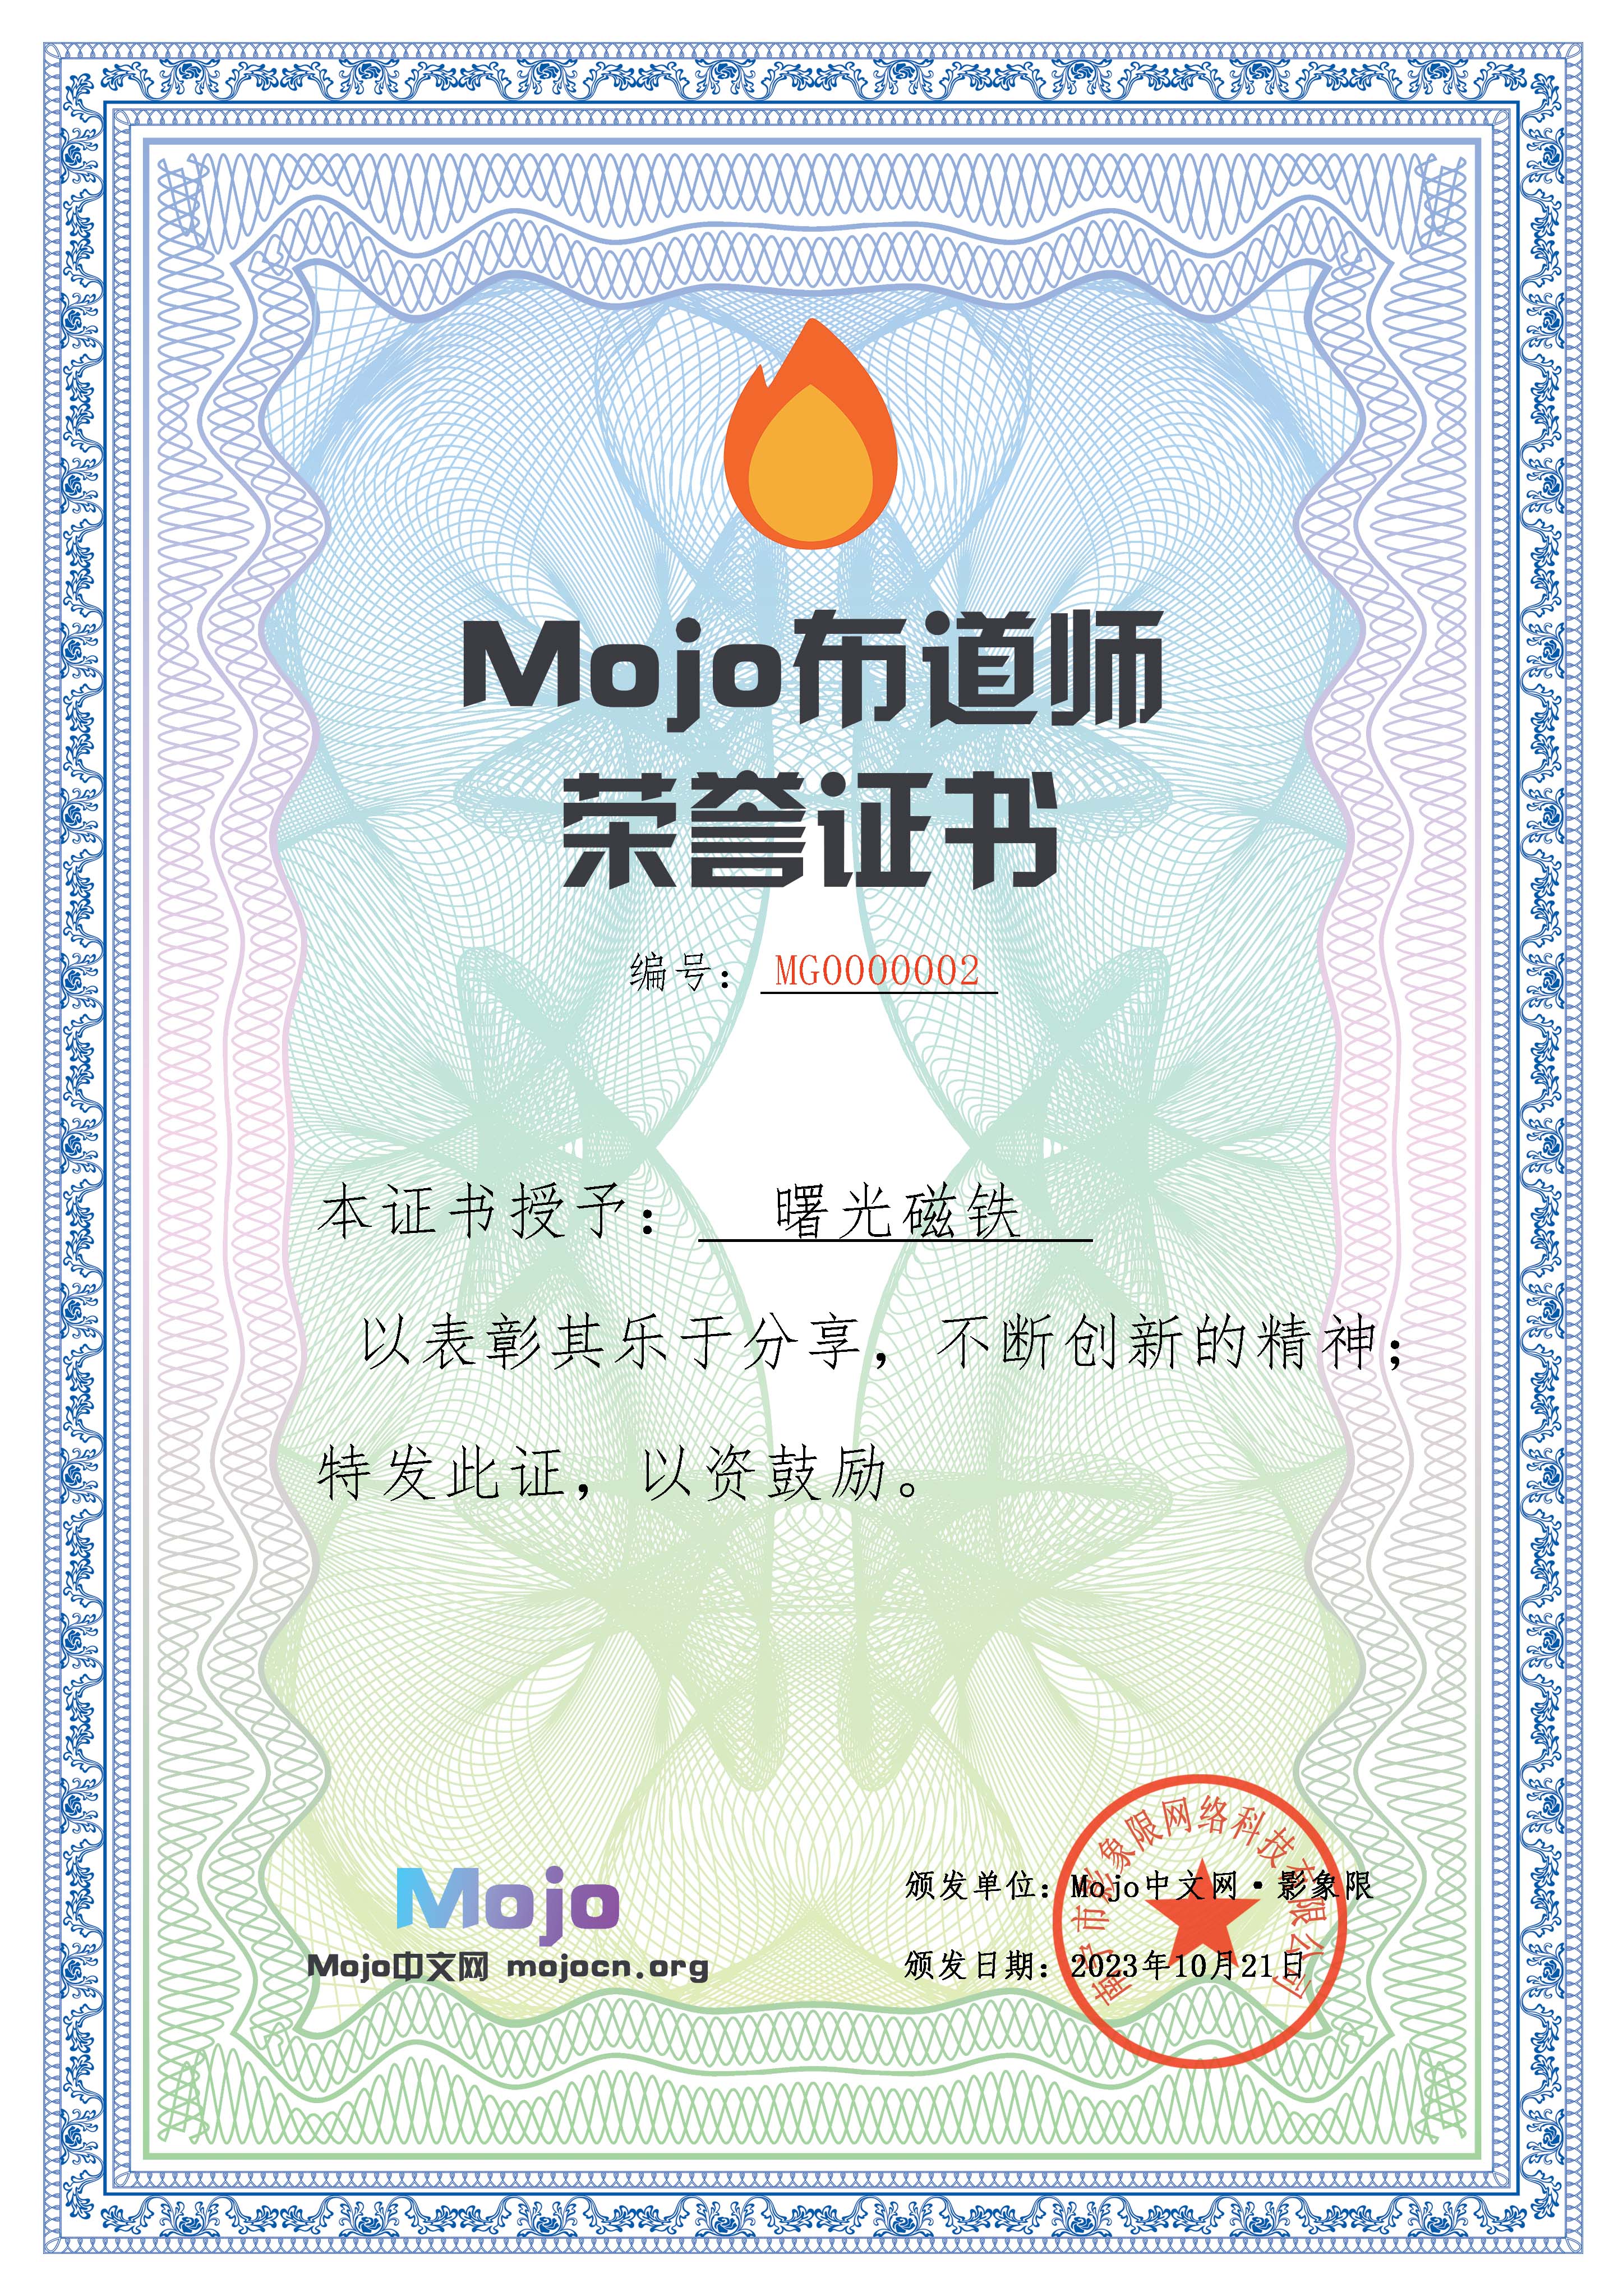 Mojo布道师
荣誉证书
编号： MG0000002
本证书授予： 曙光磁铁
以表彰其乐于分享，不断创新的精神；
特发此证，以资鼓励。
Mojo
Mojo中文网 mojocn.org
颁发单位：Mojo中文网·影象限
颁发日期：2023年10月21日
南宁市影象限网络科技有限公司